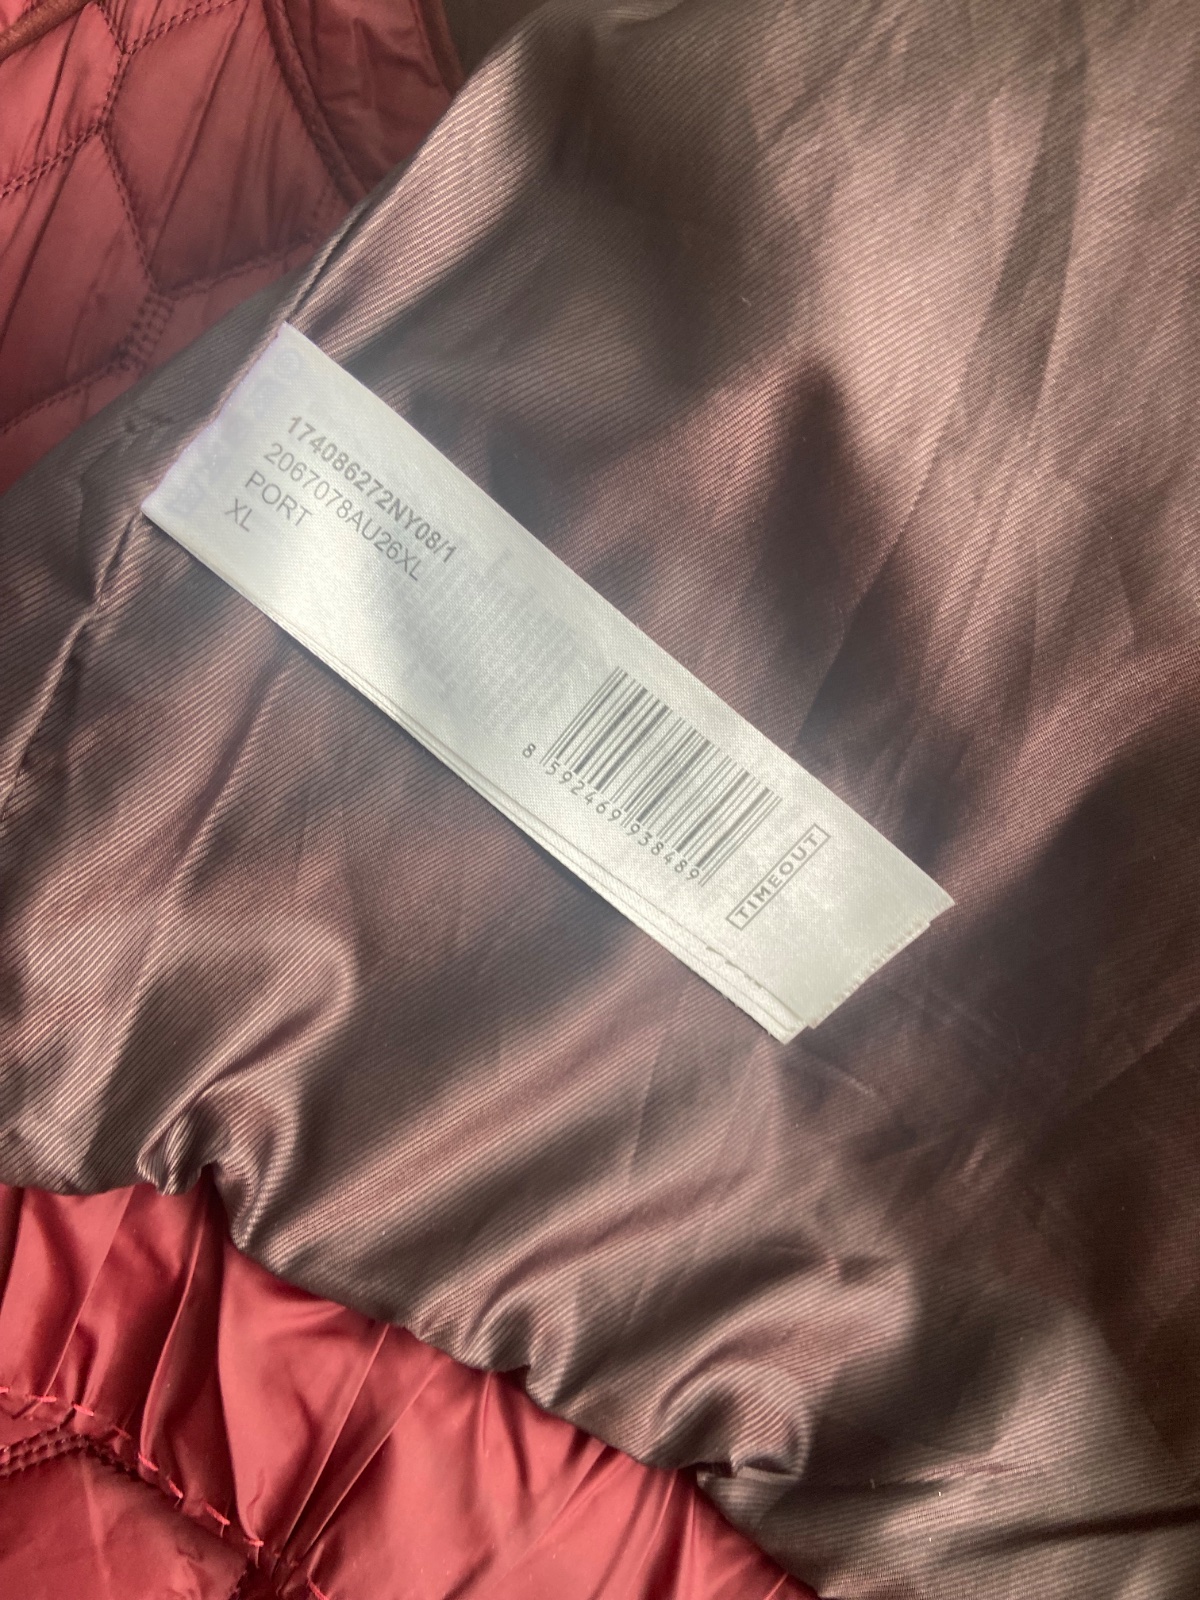 174086272NY08/1
2067078AU26XL
PORT
XL
8 592469 938489
TIMEOUT